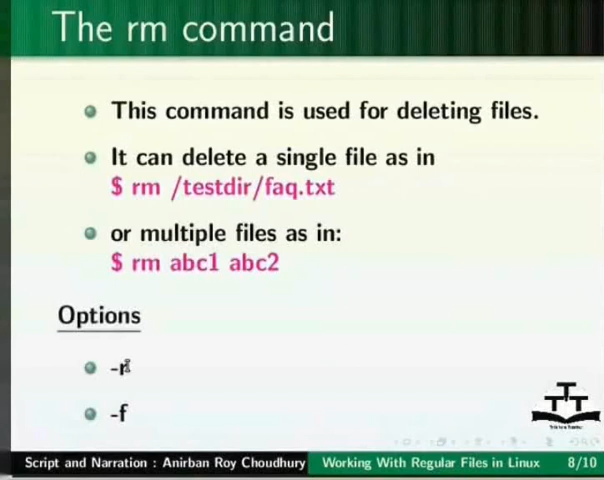 The rm command
This command is used for deleting files.
It can delete a single file as in
$ rm /testdir/faq.txt
or multiple files as in:
$ rm abc1 abc2
Options
-r
-f
Script and Narration : Anirban Roy Choudhury Working With Regular Files in Linux 8/10